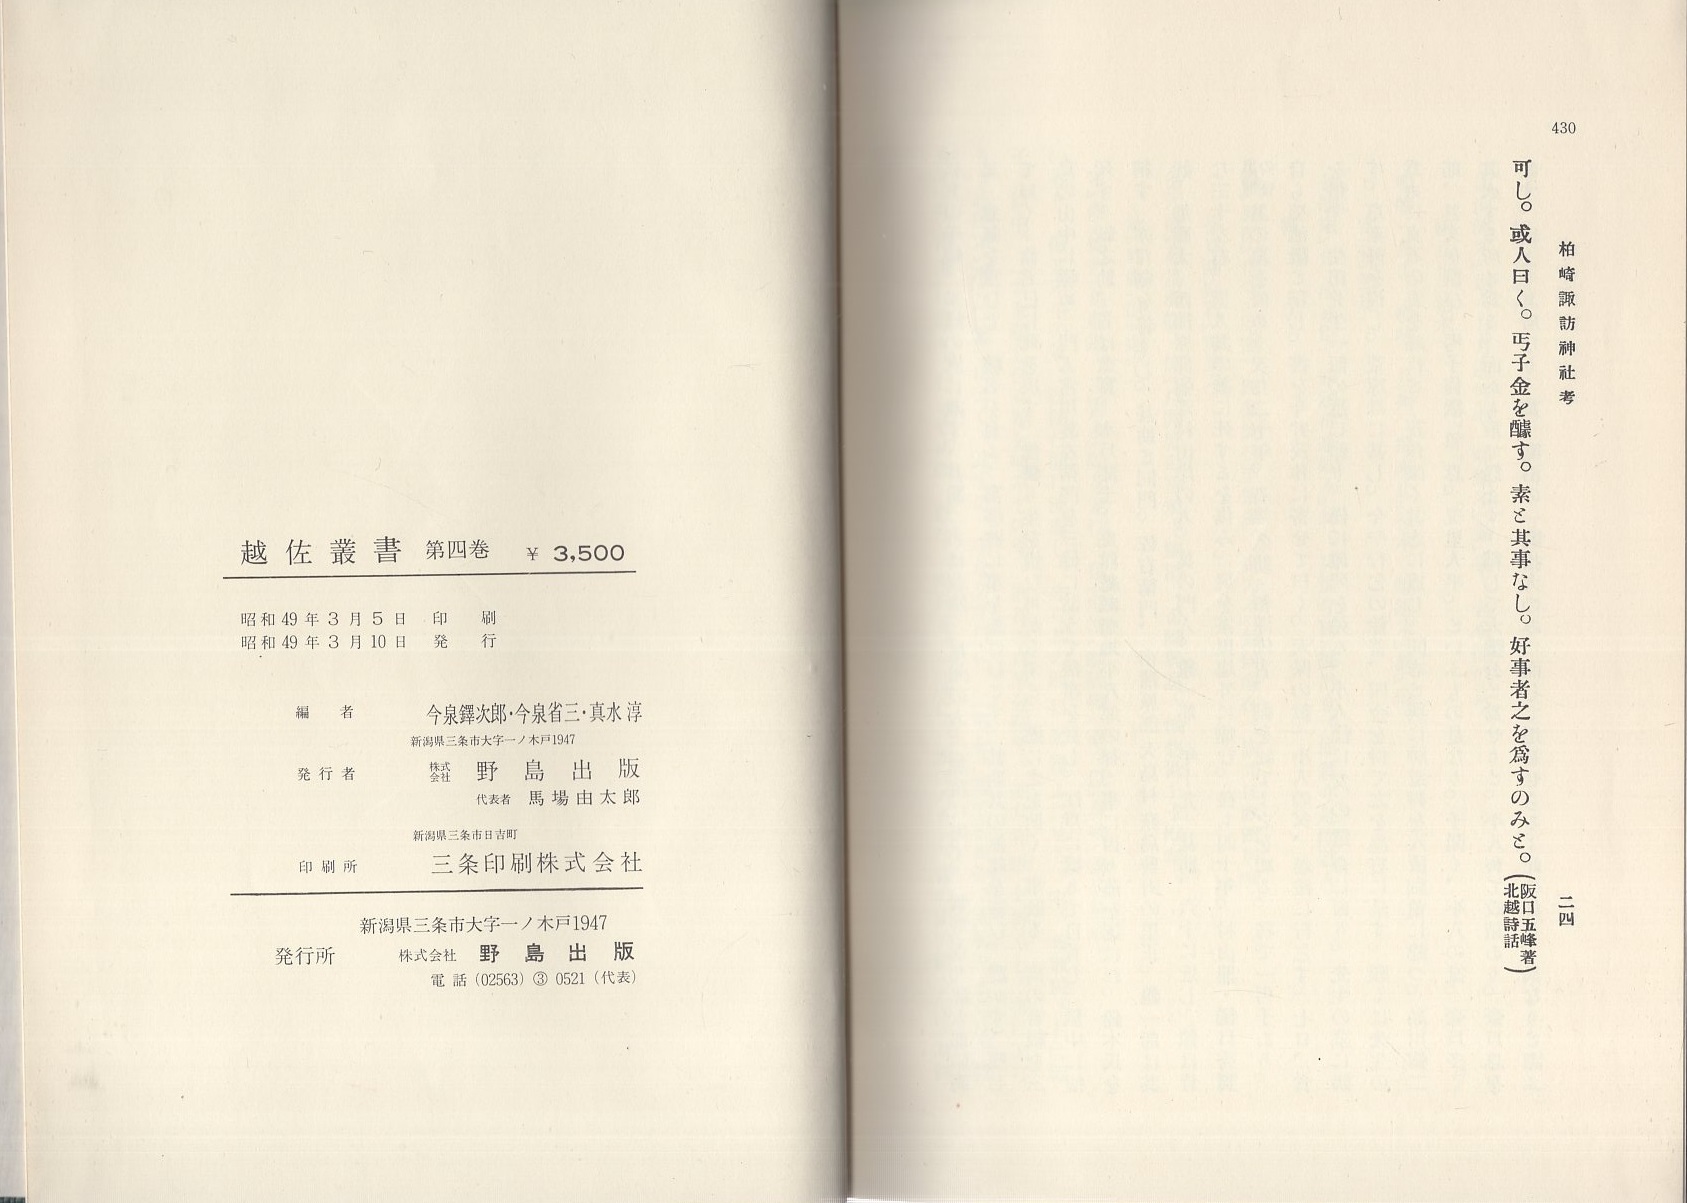 430
柏崎諏訪神社考
二四
可し。或人曰く。丐子金を醵す。素と其事なし。好事者之を爲すのみと。(阪口五峰著
北越詩話)
越佐叢書 第四巻 ¥ 3,500
昭和49年3月5日 印刷
昭和49年3月10日 発行
編者 今泉鐸次郎・今泉省三・真水淳
新潟県三条市大字一ノ木戸1947
発行者 株式会社 野島出版
代表者 馬場由太郎
新潟県三条市日吉町
印刷所 三条印刷株式会社
新潟県三条市大字一ノ木戸1947
発行所 株式会社 野島出版
電話 (02563) ③ 0521 (代表)